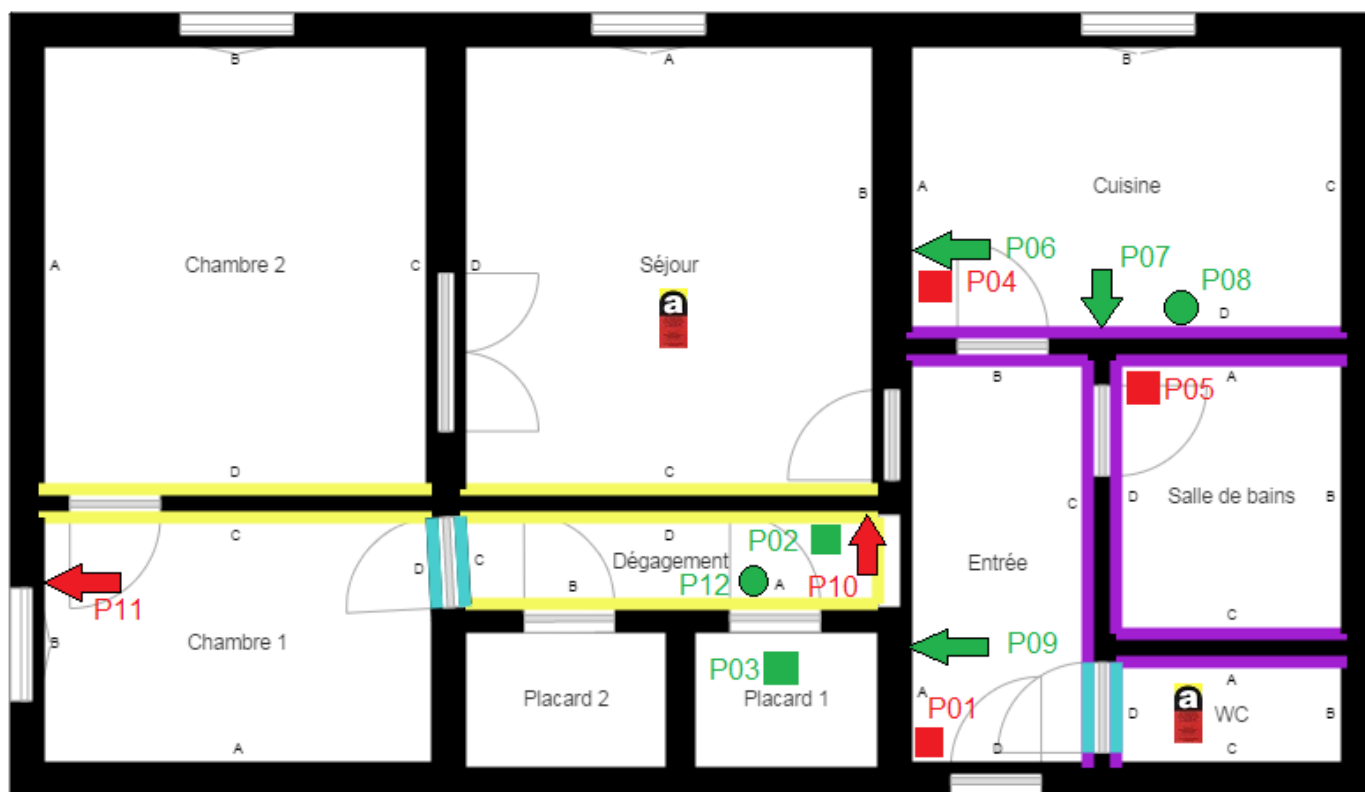 B
A
B
A
Chambre 2
C
D
D
Séjour
B
C
A
Cuisine
C
P06
P07
P04
P08
D
C
D
P02
Dégagement
P12
A
P10
B
C
D
P11
B
Chambre 1
A
Placard 2
P03
Placard 1
B
A
P05
C
D
Salle de bains
B
Entrée
C
P09
A
P01
D
A
a
WC
D
B
C
a